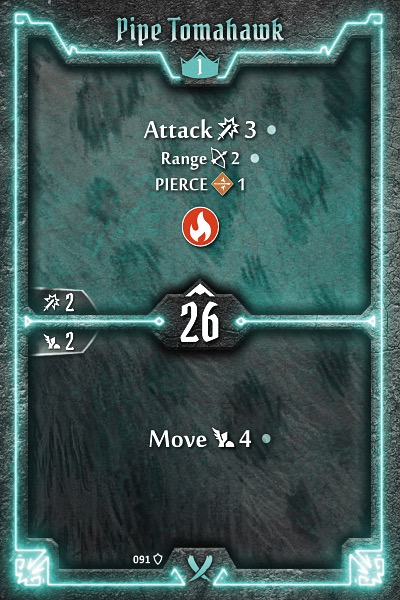 Pipe Tomahawk
1
Attack 3
Range 2
PIERCE 1
2
26
2
Move 4
091